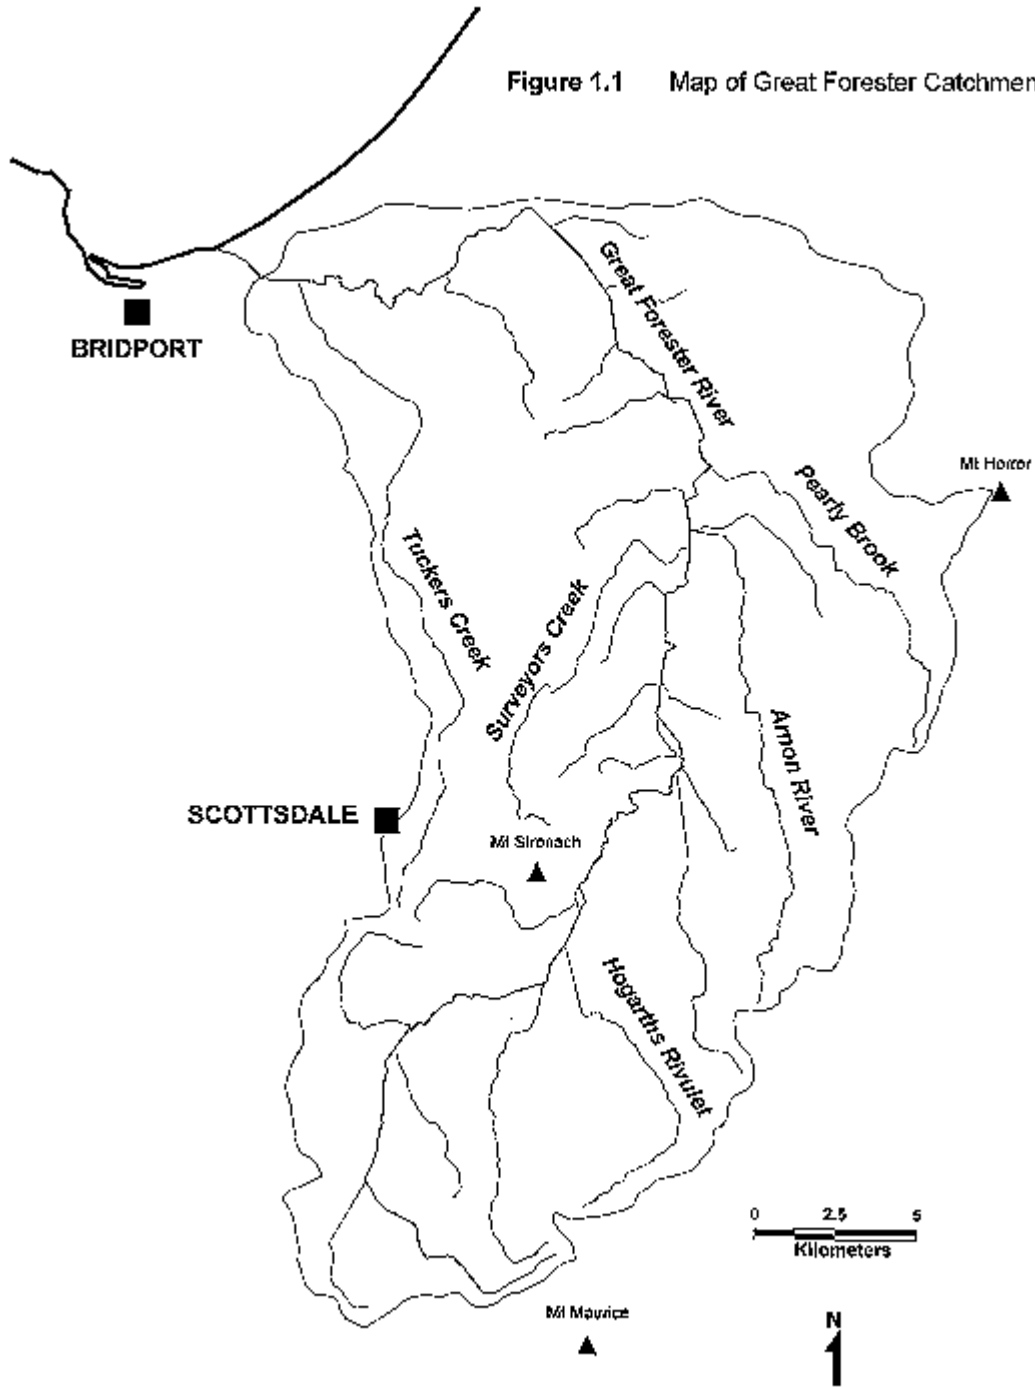 Figure 1.1 Map of Great Forester Catchmen
BRIDPORT
Great Forester River
Mt Horror
Pearly Brook
Tuckers Creek
Surveyors Creek
Arnon River
SCOTTSDALE
Mt Stronach
Hogarths Rivulet
0 2.5 5
Kilometers
Mt Maurice
N